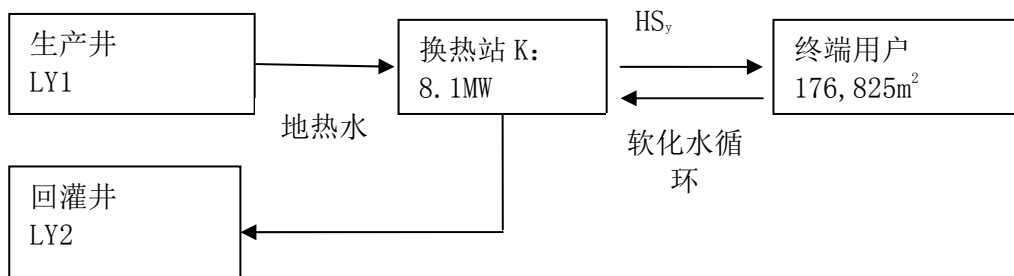 生产井
LY1
换热站 K：
8.1MW
HSy
终端用户
176,825m²
地热水
软化水循
环
回灌井
LY2